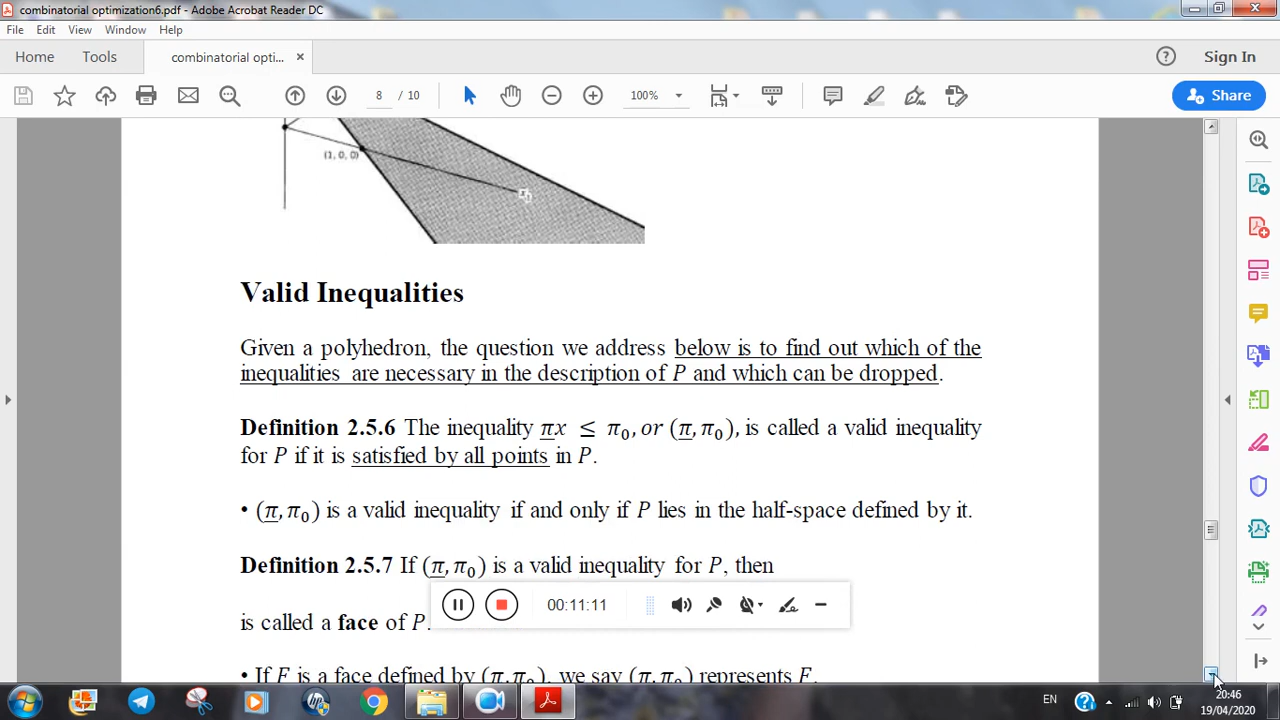 combinatorial optimization6.pdf - Adobe Acrobat Reader DC
File Edit View Window Help
Home Tools combinatorial opti... × Sign In
8 / 10 100% Share
(1, 0, 0)
Valid Inequalities
Given a polyhedron, the question we address below is to find out which of the
inequalities are necessary in the description of P and which can be dropped.
Definition 2.5.6 The inequality πx ≤ π₀, or (π, π₀), is called a valid inequality
for P if it is satisfied by all points in P.
• (π, π₀) is a valid inequality if and only if P lies in the half-space defined by it.
Definition 2.5.7 If (π, π₀) is a valid inequality for P, then
00:11:11
is called a face of P.
• If F is a face defined by (π, π₀), we say (π, π₀) represents F.
EN 20:46
19/04/2020